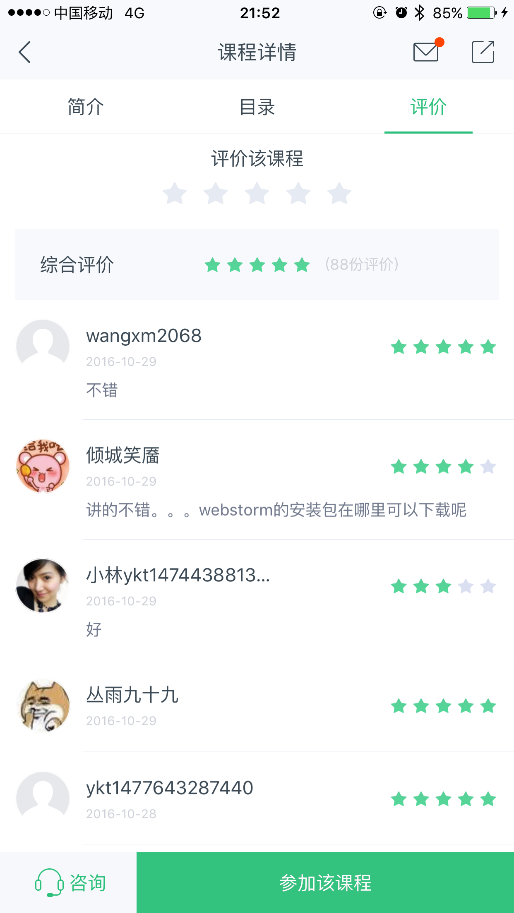 中国移动 4G 21:52 85%
课程详情
简介 目录 评价
评价该课程
综合评价 (88份评价)
wangxm2068
2016-10-29
不错
倾城笑靥
2016-10-29
讲的不错。。。webstorm的安装包在哪里可以下载呢
小林ykt1474438813...
2016-10-29
好
丛雨九十九
2016-10-29
ykt1477643287440
2016-10-28
咨询 参加该课程